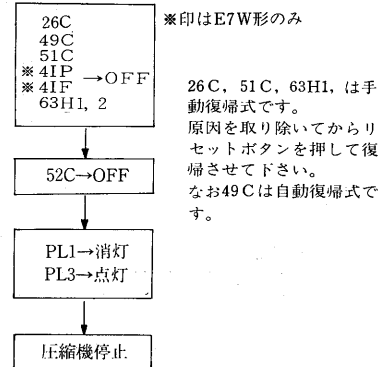 ※印はE7W形のみ
26C
49C
51C
※4IP →OFF
※4IF
63H1, 2
26C, 51C, 63H1, は手
動復帰式です。
原因を取り除いてからリ
セットボタンを押して復
帰させて下さい。
なお49Cは自動復帰式で
す。
52C→OFF
PL1→消灯
PL3→点灯
圧縮機停止